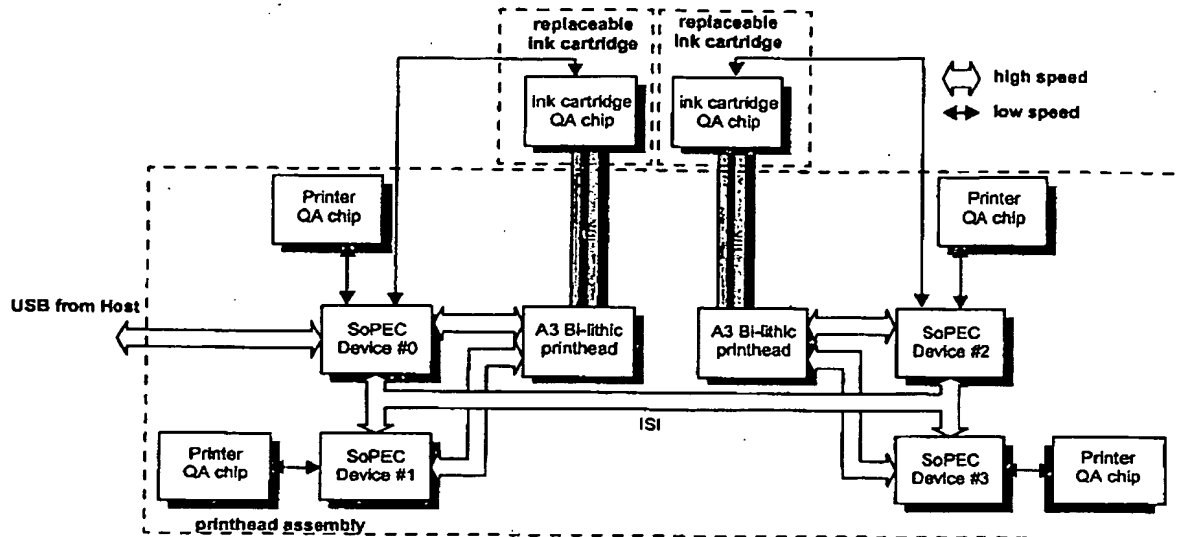 replaceable
ink cartridge
replaceable
ink cartridge
ink cartridge
QA chip
ink cartridge
QA chip
high speed
low speed
Printer
QA chip
Printer
QA chip
USB from Host
SoPEC
Device #0
A3 Bi-lithic
printhead
A3 Bi-lithic
printhead
SoPEC
Device #2
ISI
Printer
QA chip
SoPEC
Device #1
SoPEC
Device #3
Printer
QA chip
printhead assembly